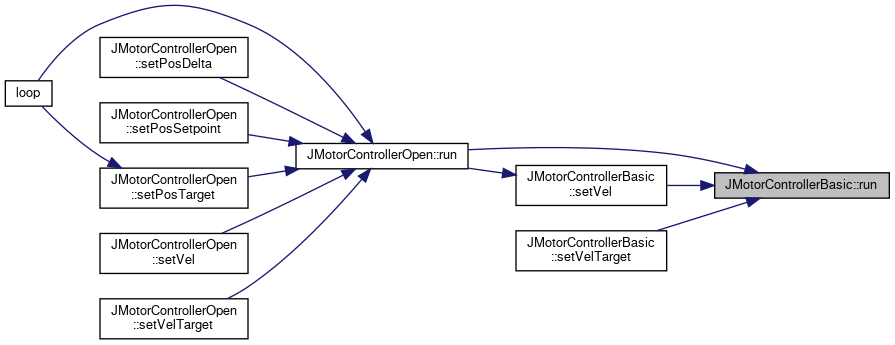 JMotorControllerOpen
::setPosDelta
loop
JMotorControllerOpen
::setPosSetpoint
JMotorControllerOpen::run
JMotorControllerOpen
::setPosTarget
JMotorControllerBasic
::setVel
JMotorControllerBasic::run
JMotorControllerOpen
::setVel
JMotorControllerBasic
::setVelTarget
JMotorControllerOpen
::setVelTarget